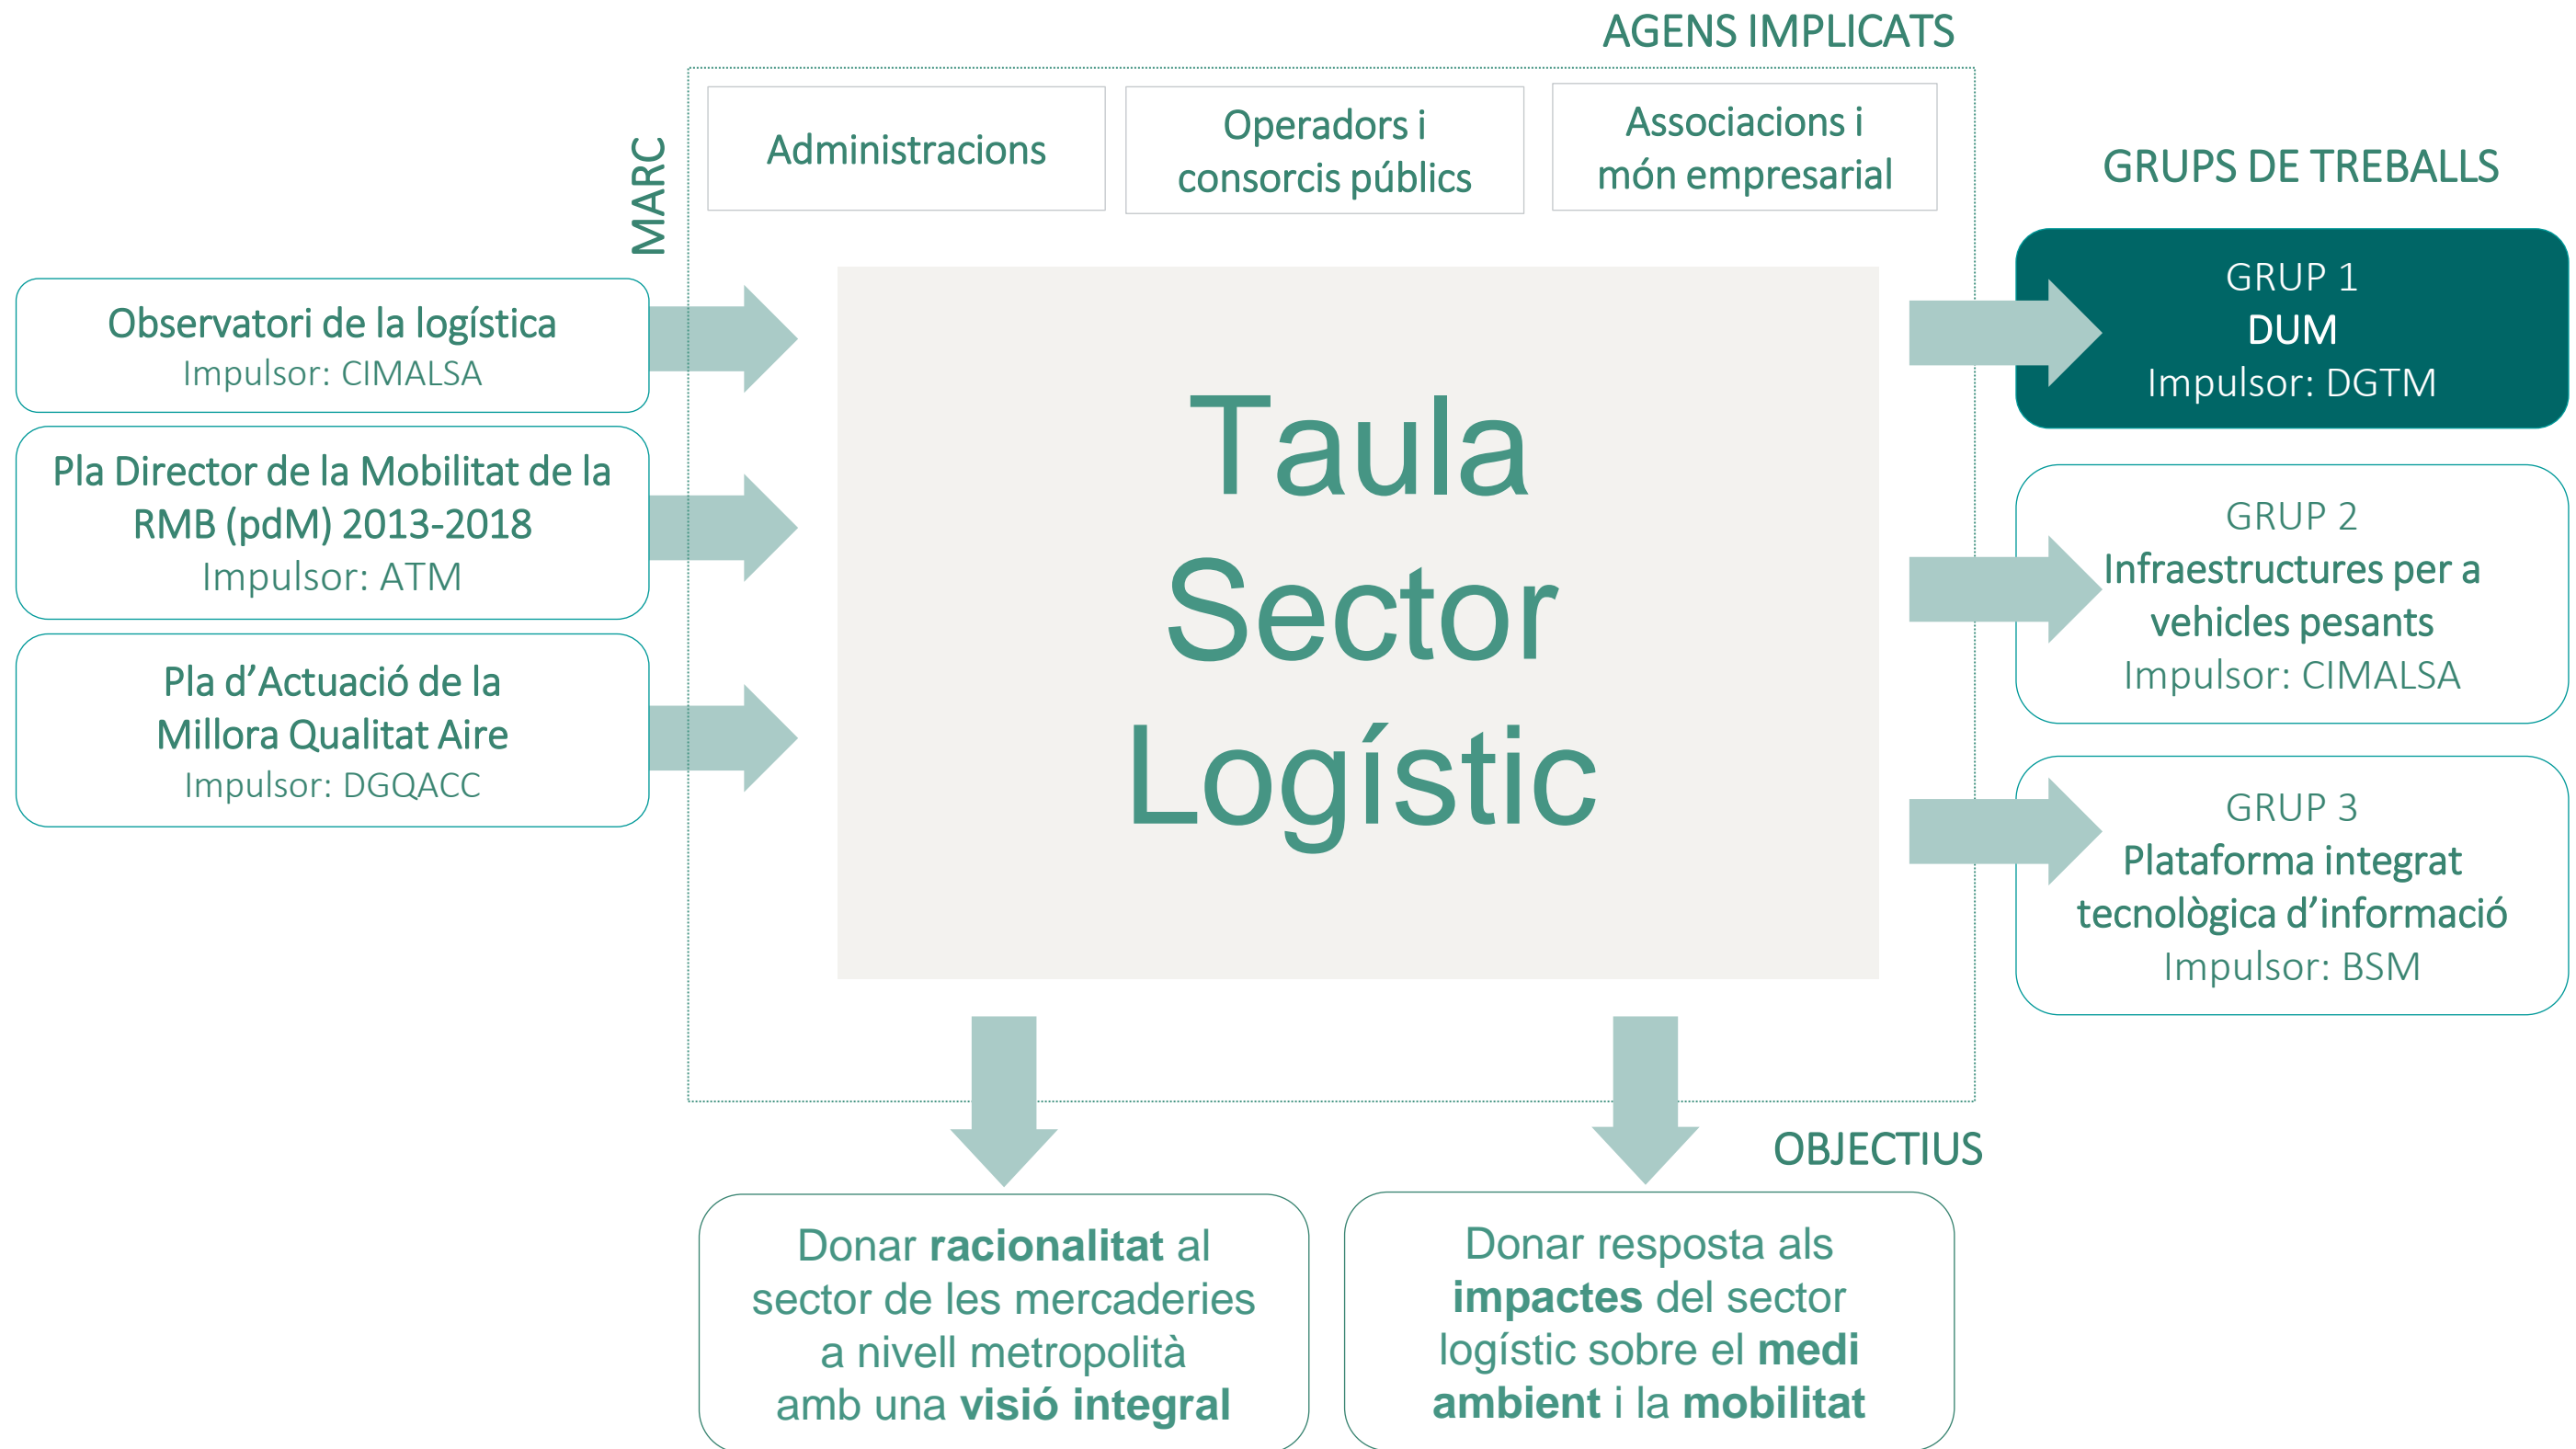 AGENS IMPLICATS
Administracions
Operadors i
consorcis públics
Associacions i
món empresarial
MARC
Observatori de la logística
Impulsor: CIMALSA
Pla Director de la Mobilitat de la
RMB (pdM) 2013-2018
Impulsor: ATM
Pla d’Actuació de la
Millora Qualitat Aire
Impulsor: DGQACC
Taula
Sector
Logístic
GRUPS DE TREBALLS
GRUP 1
DUM
Impulsor: DGTM
GRUP 2
Infraestructures per a
vehicles pesants
Impulsor: CIMALSA
GRUP 3
Plataforma integrat
tecnològica d’informació
Impulsor: BSM
OBJECTIUS
Donar racionalitat al
sector de les mercaderies
a nivell metropolità
amb una visió integral
Donar resposta als
impactes del sector
logístic sobre el medi
ambient i la mobilitat